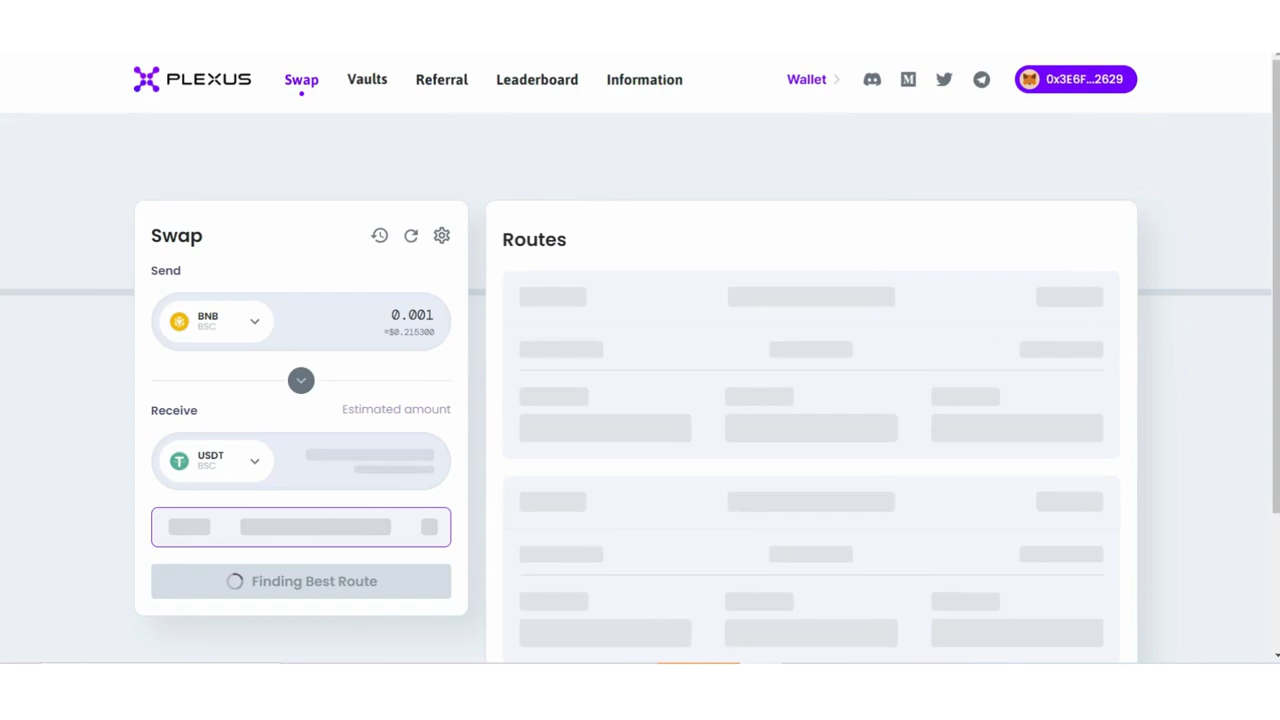 PLEXUS Swap Vaults Referral Leaderboard Information Wallet 0x3E6F...2629
Swap
Send
BNB
BSC
0.001
≈$0.215300
Receive
Estimated amount
USDT
BSC
Finding Best Route
Routes